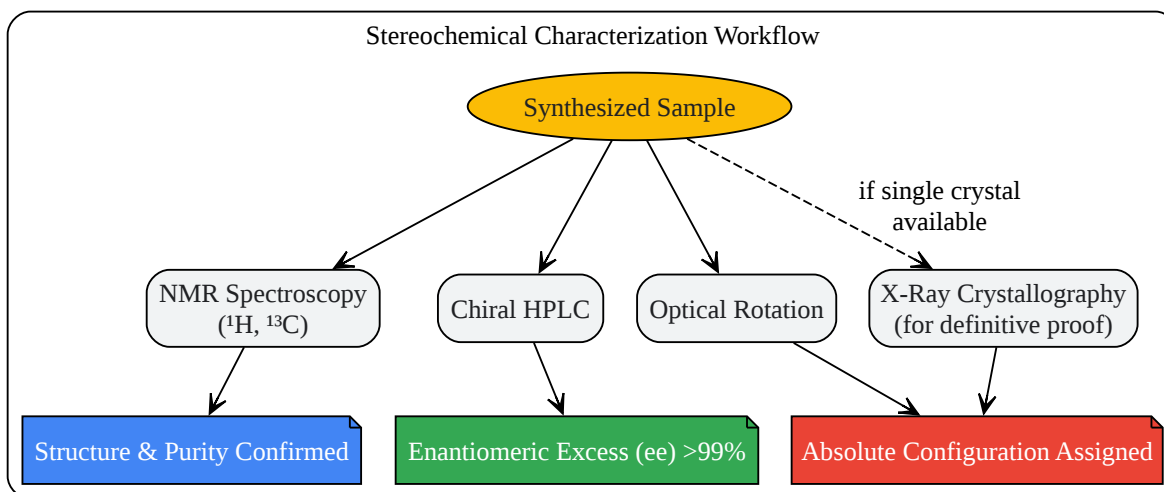 Stereochemical Characterization Workflow
Synthesized Sample
if single crystal
available
NMR Spectroscopy
(¹H, ¹³C)
Chiral HPLC
Optical Rotation
X-Ray Crystallography
(for definitive proof)
Structure & Purity Confirmed
Enantiomeric Excess (ee) >99%
Absolute Configuration Assigned